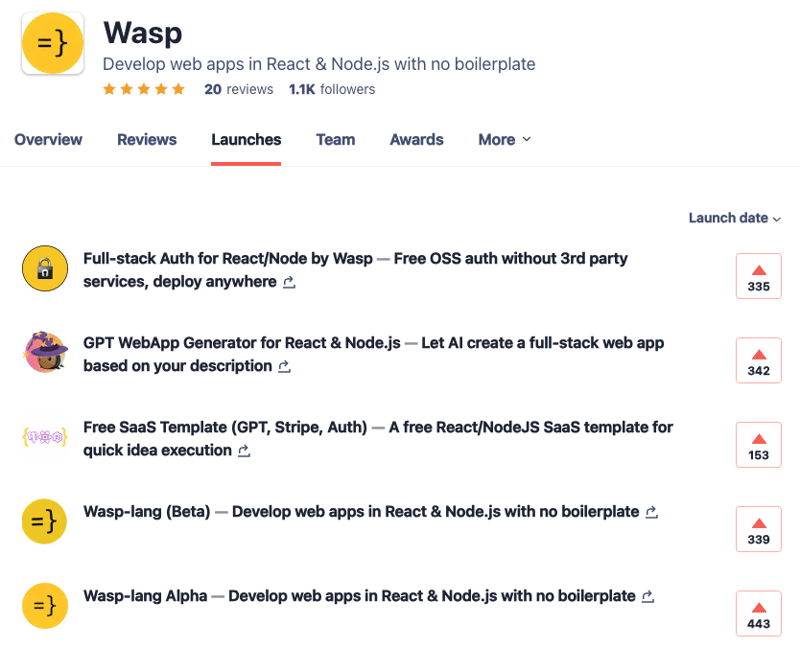 =}
Wasp
Develop web apps in React & Node.js with no boilerplate
20 reviews 1.1K followers
Overview Reviews Launches Team Awards More
Launch date
Full-stack Auth for React/Node by Wasp — Free OSS auth without 3rd party
services, deploy anywhere
335
GPT WebApp Generator for React & Node.js — Let AI create a full-stack web app
based on your description
342
Free SaaS Template (GPT, Stripe, Auth) — A free React/NodeJS SaaS template for
quick idea execution
153
=}
Wasp-lang (Beta) — Develop web apps in React & Node.js with no boilerplate
339
=}
Wasp-lang Alpha — Develop web apps in React & Node.js with no boilerplate
443